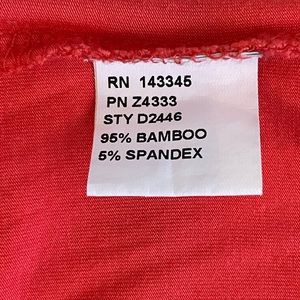 RN 143345
PN Z4333
STY D2446
95% BAMBOO
5% SPANDEX